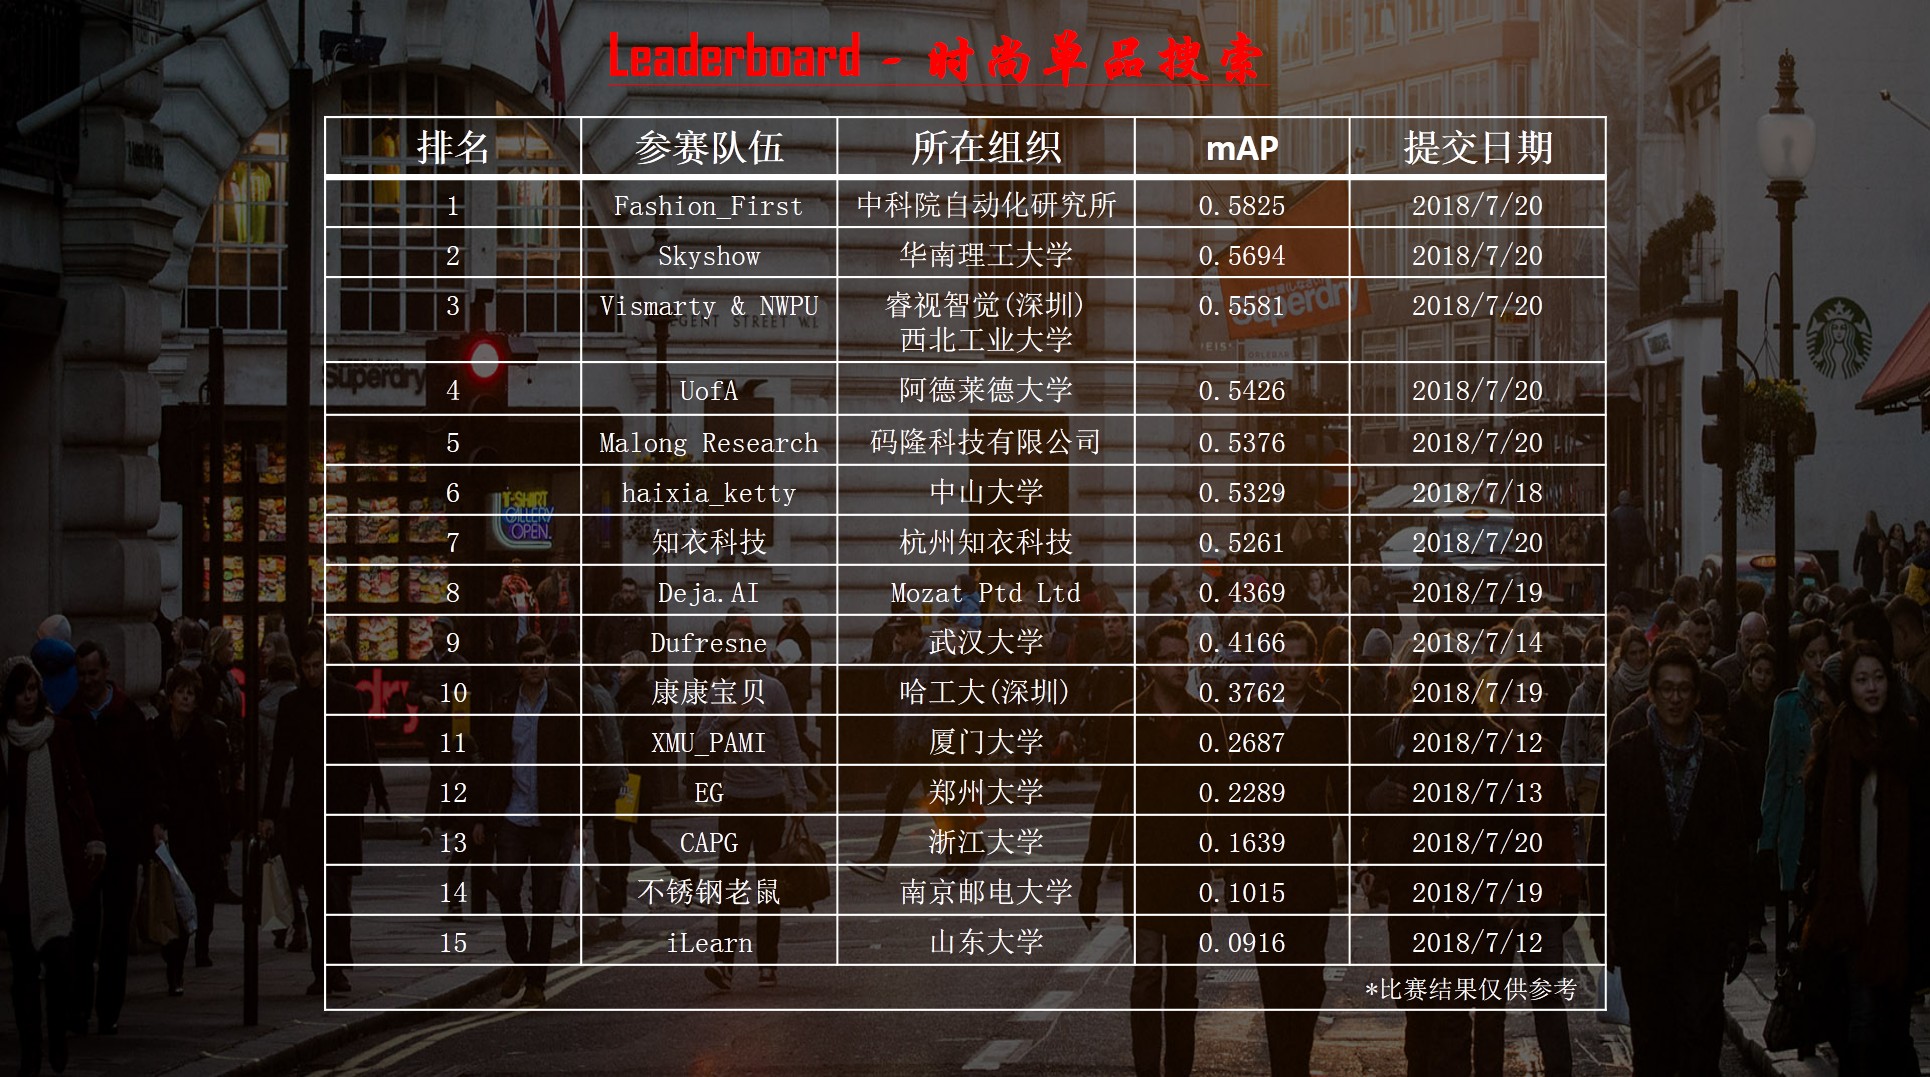 Leaderboard - 时尚单品搜索
排名 参赛队伍 所在组织 mAP 提交日期
1 Fashion_First 中科院自动化研究所 0.5825 2018/7/20
2 Skyshow 华南理工大学 0.5694 2018/7/20
3 Vismarty & NWPU 睿视智觉(深圳) 0.5581 2018/7/20
西北工业大学
EGENT STREET W.1
Superdry
Superdry
4 UofA 阿德莱德大学 0.5426 2018/7/20
5 Malong Research 码隆科技有限公司 0.5376 2018/7/20
6 haixia_ketty 中山大学 0.5329 2018/7/18
T-SHIRT
GALLERY
OPEN.
7 知衣科技 杭州知衣科技 0.5261 2018/7/20
8 Deja.AI Mozat Ptd Ltd 0.4369 2018/7/19
9 Dufresne 武汉大学 0.4166 2018/7/14
10 康康宝贝 哈工大(深圳) 0.3762 2018/7/19
dry
11 XMU_PAMI 厦门大学 0.2687 2018/7/12
12 EG 郑州大学 0.2289 2018/7/13
13 CAPG 浙江大学 0.1639 2018/7/20
14 不锈钢老鼠 南京邮电大学 0.1015 2018/7/19
15 iLearn 山东大学 0.0916 2018/7/12
*比赛结果仅供参考